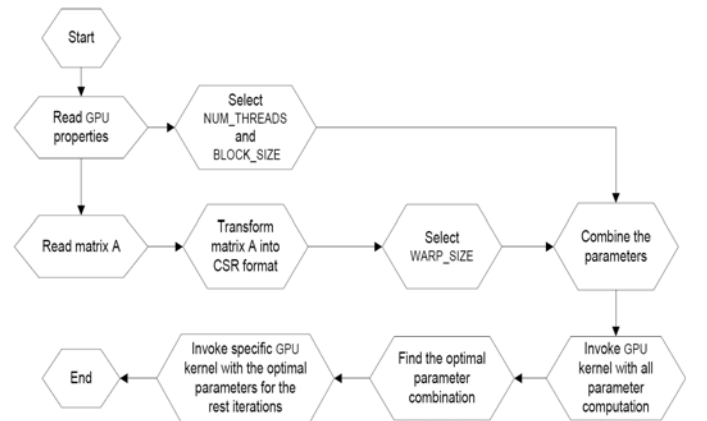 Start
Read GPU
properties
Select
NUM_THREADS
and
BLOCK_SIZE
Read matrix A
Transform
matrix A into
CSR format
Select
WARP_SIZE
Combine the
parameters
End
Invoke specific GPU
kernel with the optimal
parameters for the
rest iterations
Find the optimal
parameter
combination
Invoke GPU
kernel with all
parameter
computation